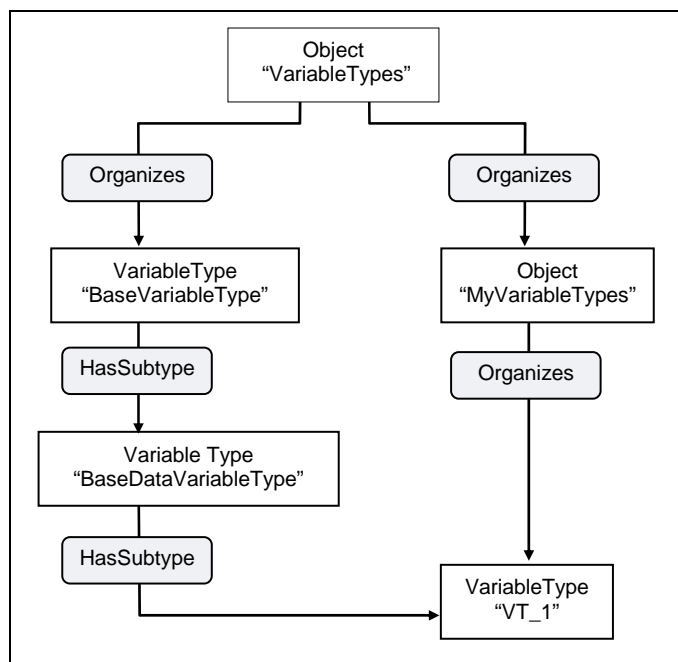 Object
“VariableTypes”
Organizes
Organizes
VariableType
“BaseVariableType”
Object
“MyVariableTypes”
HasSubtype
Organizes
Variable Type
“BaseDataVariableType”
HasSubtype
VariableType
“VT_1”